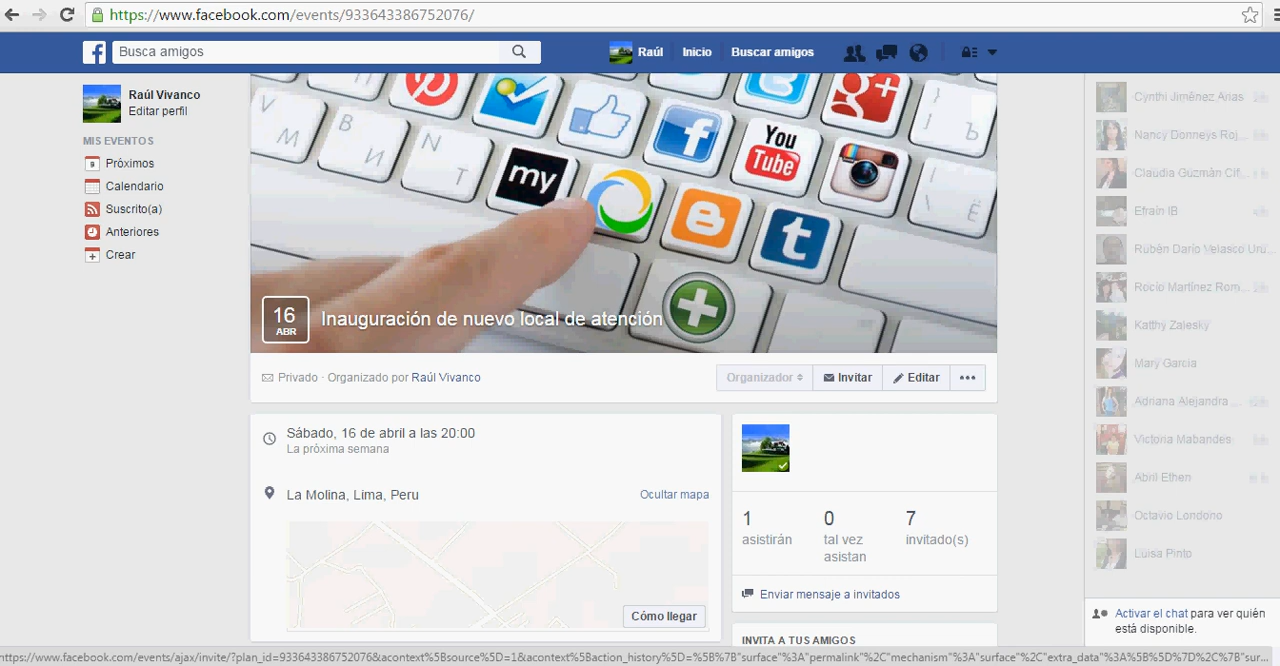 https://www.facebook.com/events/933643386752076/
Busca amigos
Raúl
Inicio
Buscar amigos
Raúl Vivanco
Editar perfil
MIS EVENTOS
Próximos
Calendario
Suscrito(a)
Anteriores
Crear
V
M
B
И
N
T
my
f
You
Tube
g+
t
}
]
Ъ
Ё
16
ABR
Inauguración de nuevo local de atención
Privado · Organizado por Raúl Vivanco
Organizador
Invitar
Editar
Sábado, 16 de abril a las 20:00
La próxima semana
La Molina, Lima, Peru
Ocultar mapa
Cómo llegar
1
asistirán
0
tal vez
asistan
7
invitado(s)
Enviar mensaje a invitados
INVITA A TUS AMIGOS
Cynthi Jiménez Arias
Nancy Donneys Roj...
Claudia Guzmán Cif...
Efraín IB
Rubén Darío Velasco Uru...
Rocío Martínez Rom...
Katthy Zalesky
Mary Garcia
Adriana Alejandra ...
Victoria Mabandes
Abril Ethen
Octavio Londono
Luisa Pinto
Activar el chat para ver quién
está disponible.
https://www.facebook.com/events/ajax/invite/?plan_id=933643386752076&acontext%5Bsource%5D=1&acontext%5Baction_history%5D=%5B%7B"surface"%3A"permalink"%2C"mechanism"%3A"surface"%2C"extra_data"%3A%5B%5D%7D%2C%7B"sur...